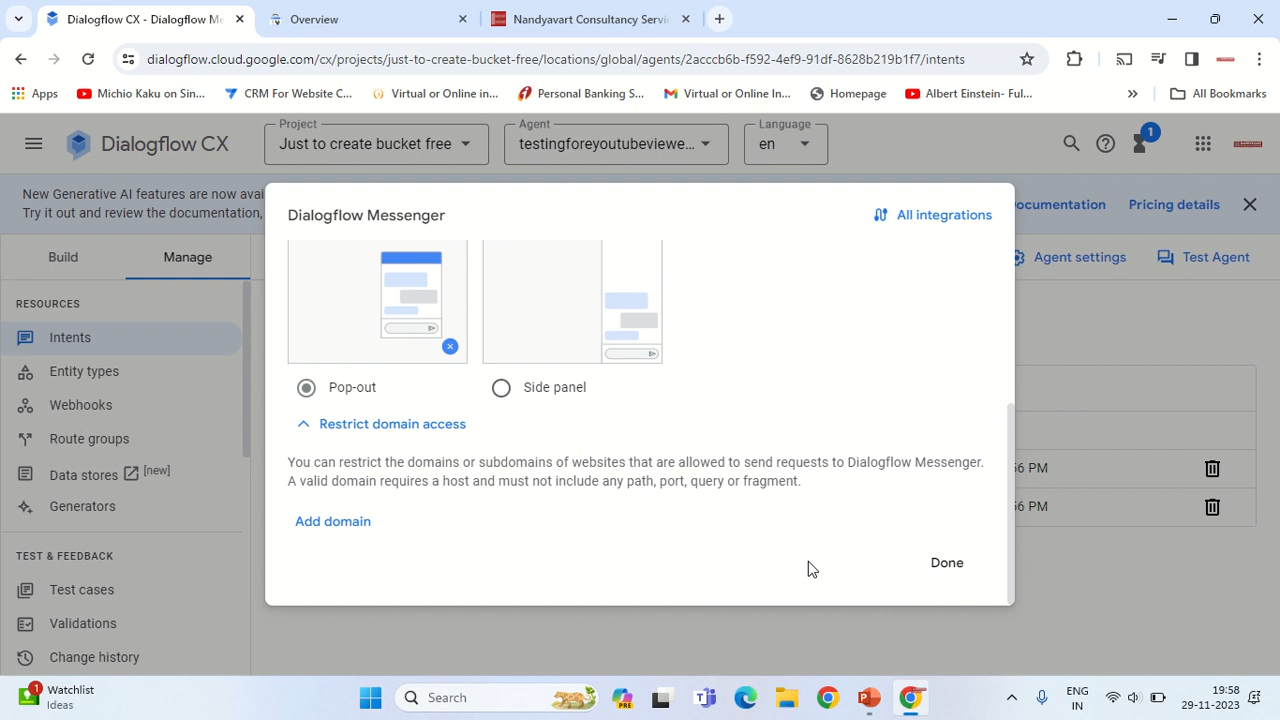 Dialogflow CX - Dialogflow Me
Overview
Nandyavart Consultancy Servic
dialogflow.cloud.google.com/cx/projects/just-to-create-bucket-free/locations/global/agents/2acccb6b-f592-4ef9-91df-8628b219b1f7/intents
Apps
Michio Kaku on Sin...
CRM For Website C...
Virtual or Online in...
Personal Banking S...
Virtual or Online In...
Homepage
Albert Einstein- Ful...
All Bookmarks
Dialogflow CX
Project
Just to create bucket free
Agent
testingforeyoutubeviewe...
Language
en
1
New Generative AI features are now avai
Try it out and review the documentation,
ocumentation
Pricing details
Build
Manage
Agent settings
Test Agent
RESOURCES
Intents
Entity types
Webhooks
Route groups
Data stores [new]
Generators
TEST & FEEDBACK
Test cases
Validations
Change history
Dialogflow Messenger
All integrations
Pop-out
Side panel
Restrict domain access
You can restrict the domains or subdomains of websites that are allowed to send requests to Dialogflow Messenger.
A valid domain requires a host and must not include any path, port, query or fragment.
Add domain
Done
56 PM
56 PM
1
Watchlist
Ideas
Search
PRE
ENG
IN
19:58
29-11-2023